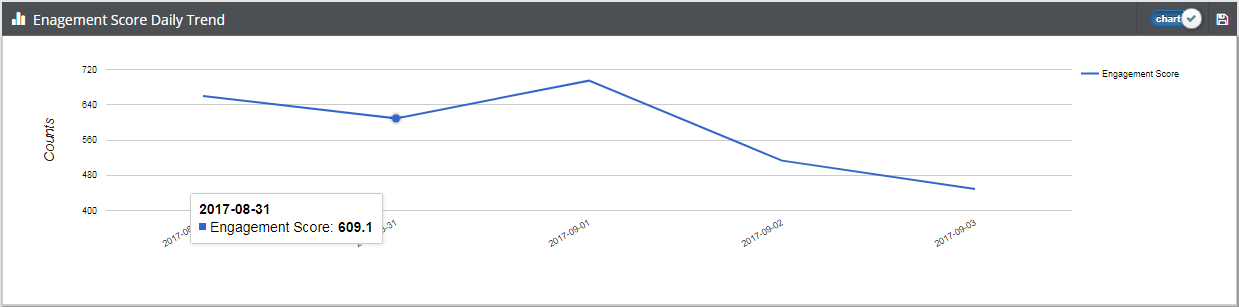 Enagement Score Daily Trend
chart
720
640
560
480
400
Counts
Engagement Score
2017-08-31
Engagement Score: 609.1
2017-09-01
2017-09-02
2017-09-03